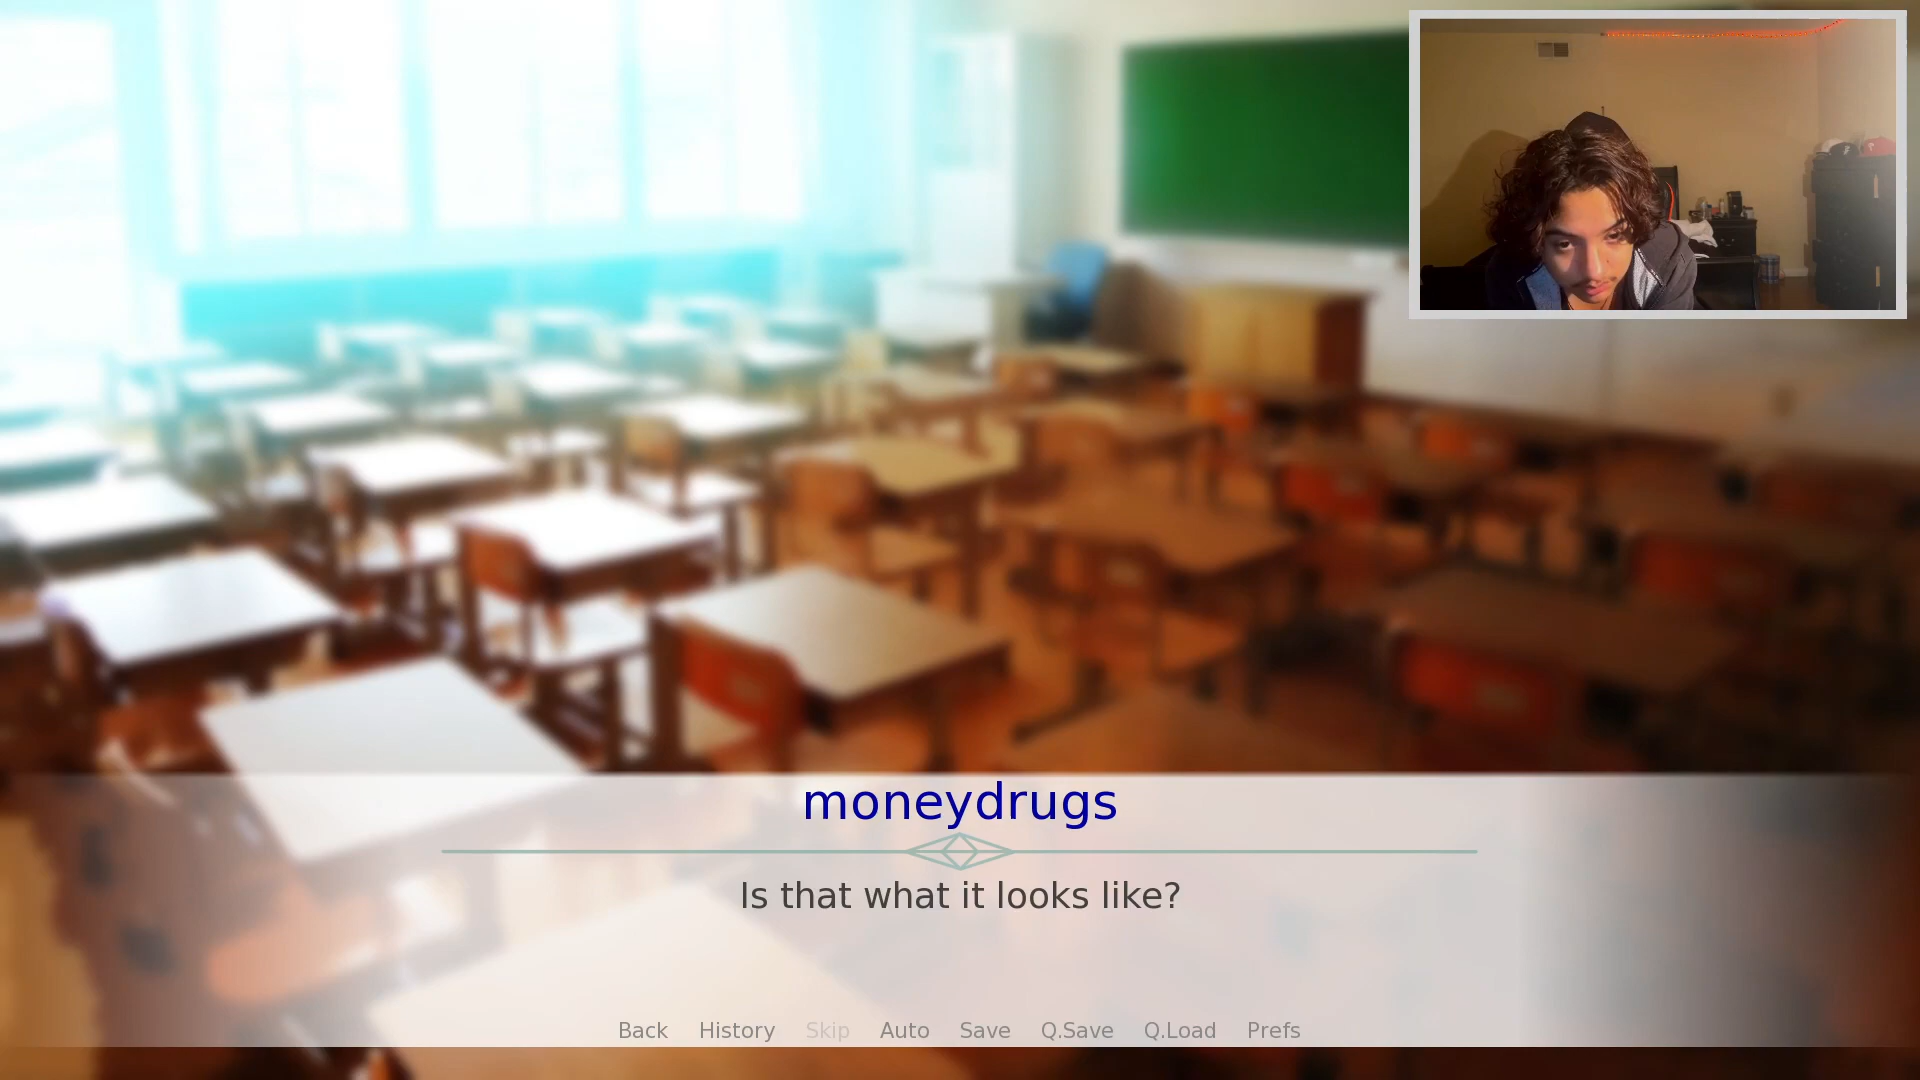 moneydrugs
Is that what it looks like?
Back History Skip Auto Save Q.Save Q.Load Prefs